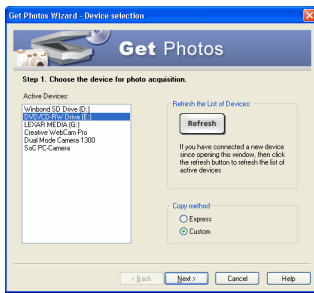 Get Photos Wizard - Device selection
Get Photos
Step 1. Choose the device for photo acquisition.
Active Devices:
Winbond SD Drive (D:)
DVD/CD-RW Drive (E:)
LEXAR MEDIA (G:)
Creative WebCam Pro
Dual Mode Camera 1300
SoC PC-Camera
Refresh the List of Devices:
Refresh
If you have connected a new device
since opening this window, then click
the refresh button to refresh the list of
active devices
Copy method
Express
Custom
< Back
Next >
Cancel
Help